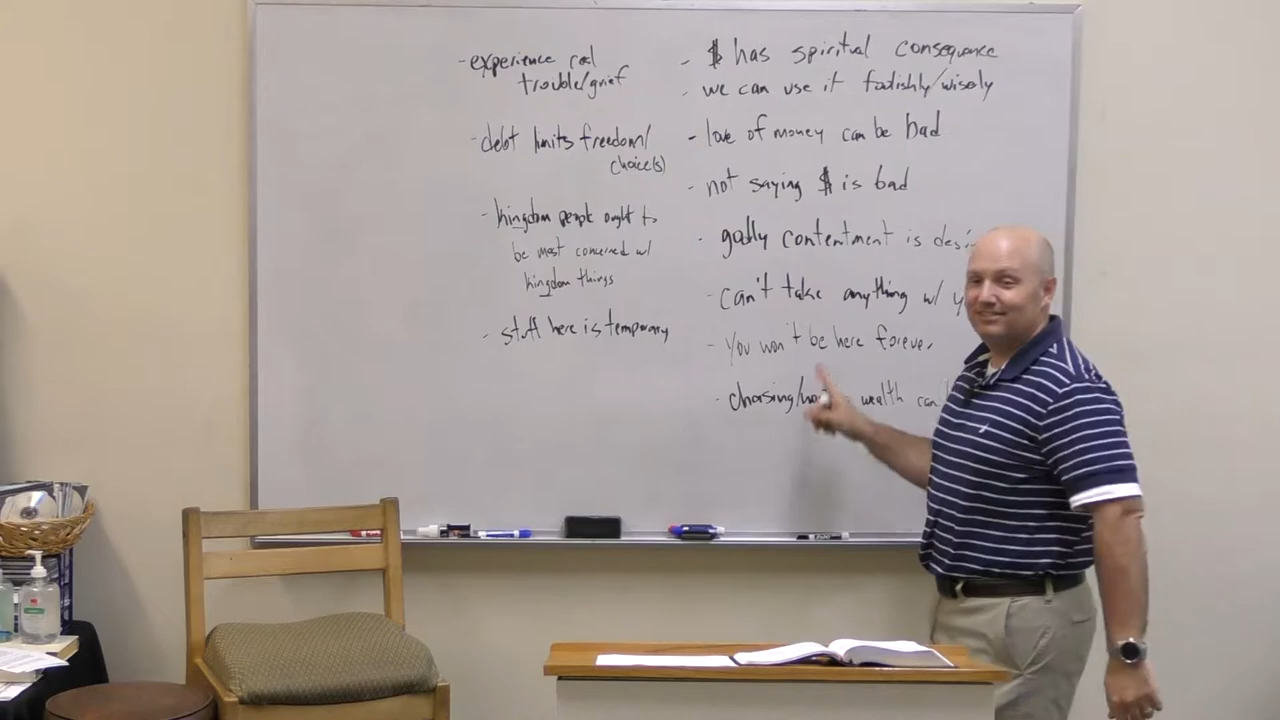 -experience real
trouble/grief
-debt limits freedom/
choice(s)
-kingdom people ought to
be most concerned w/
kingdom things
- stuff here is temporary
- $ has spiritual consequence
- we can use it foolishly/wisely
- love of money can be bad
- not saying $ is bad
- godly contentment is
- can't take anything w/
- you won't be here forever
- chasing/ wealth can